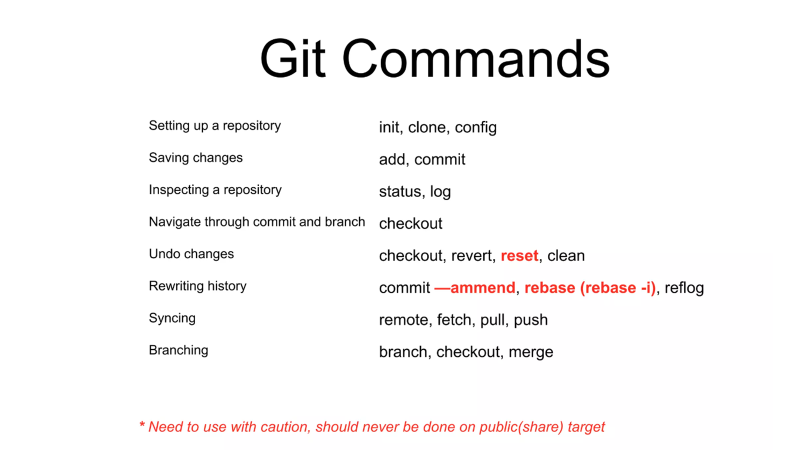 Git Commands
Setting up a repository init, clone, config
Saving changes add, commit
Inspecting a repository status, log
Navigate through commit and branch checkout
Undo changes checkout, revert, reset, clean
Rewriting history commit —ammend, rebase (rebase -i), reflog
Syncing remote, fetch, pull, push
Branching branch, checkout, merge
* Need to use with caution, should never be done on public(share) target